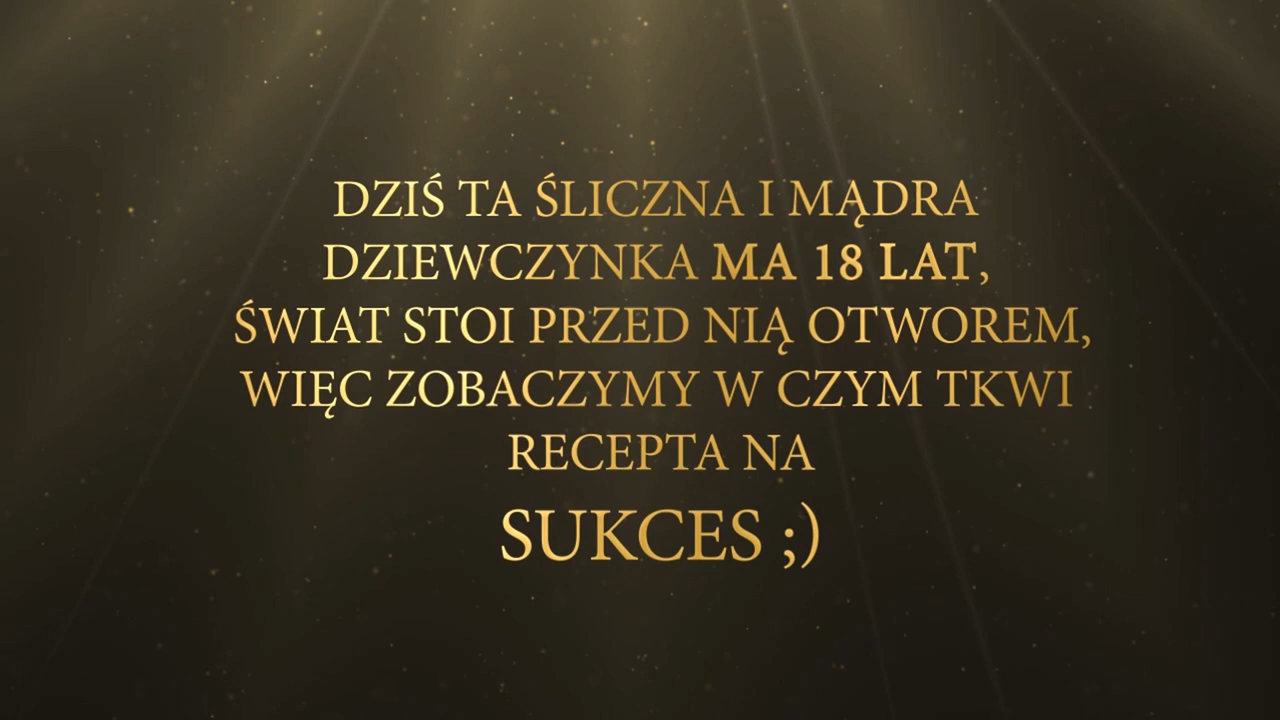 DZIŚ TA ŚLICZNA I MĄDRA
DZIEWCZYNKA MA 18 LAT,
ŚWIAT STOI PRZED NIĄ OTWOREM,
WIĘC ZOBACZYMY W CZYM TKWI
RECEPTA NA
SUKCES ;)